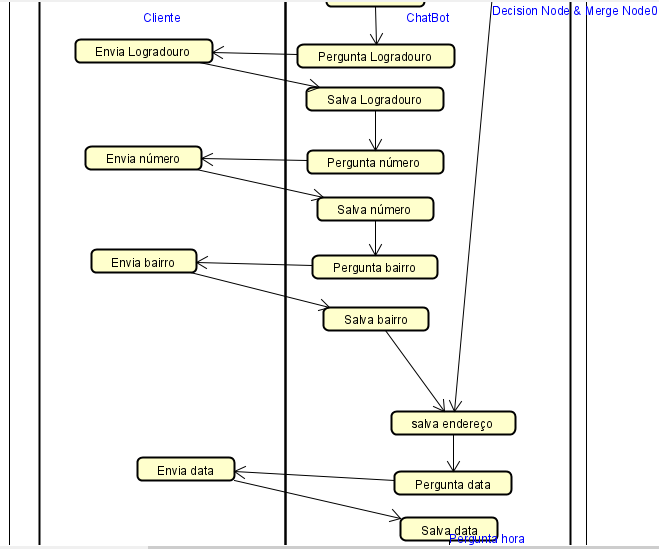 Cliente
ChatBot
Decision Node & Merge Node0
Envia Logradouro
Pergunta Logradouro
Salva Logradouro
Envia número
Pergunta número
Salva número
Envia bairro
Pergunta bairro
Salva bairro
salva endereço
Envia data
Pergunta data
Salva data
Pergunta hora